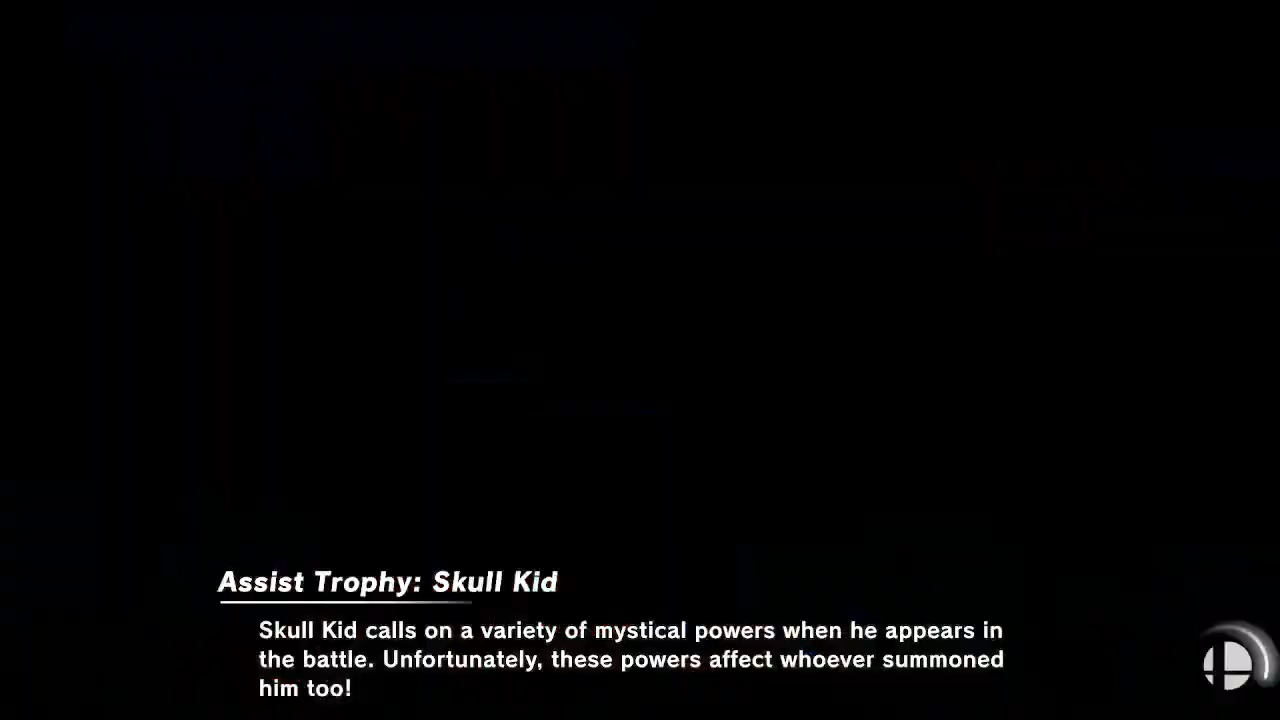 Assist Trophy: Skull Kid
Skull Kid calls on a variety of mystical powers when he appears in
the battle. Unfortunately, these powers affect whoever summoned
him too!